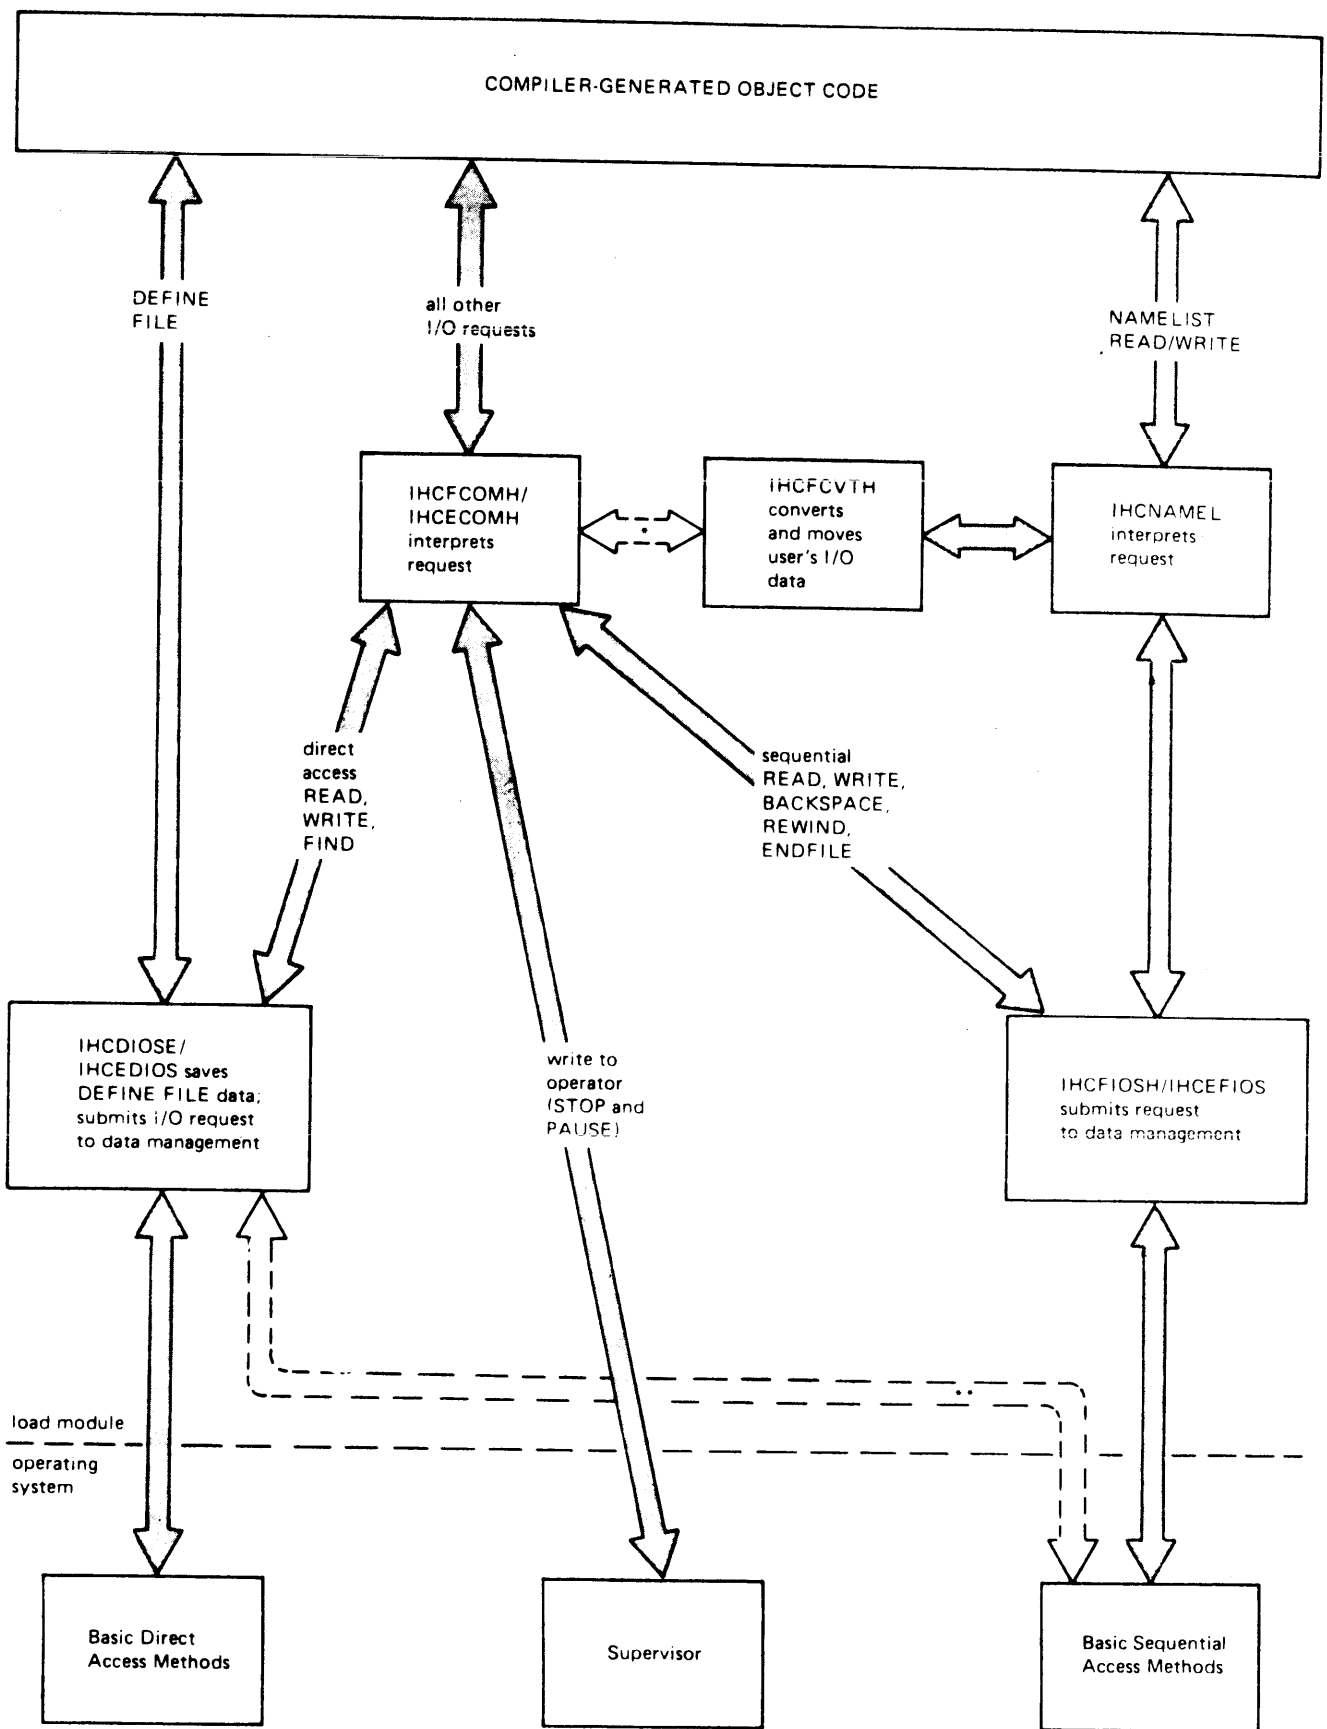 COMPILER-GENERATED OBJECT CODE
DEFINE
FILE
all other
I/O requests
NAMELIST
READ/WRITE
IHCFCOMH/
IHCECOMH
interprets
request
IHCFCVTH
converts
and moves
user's I/O
data
IHCNAMEL
interprets
request
direct
access
READ,
WRITE,
FIND
sequential
READ, WRITE,
BACKSPACE,
REWIND,
ENDFILE
IHCDIOSE/
IHCEDIOS saves
DEFINE FILE data;
submits i/O request
to data management
write to
operator
(STOP and
PAUSE)
IHCFIOSH/IHCEFIOS
submits request
to data management
load module
operating
system
Basic Direct
Access Methods
Supervisor
Basic Sequential
Access Methods